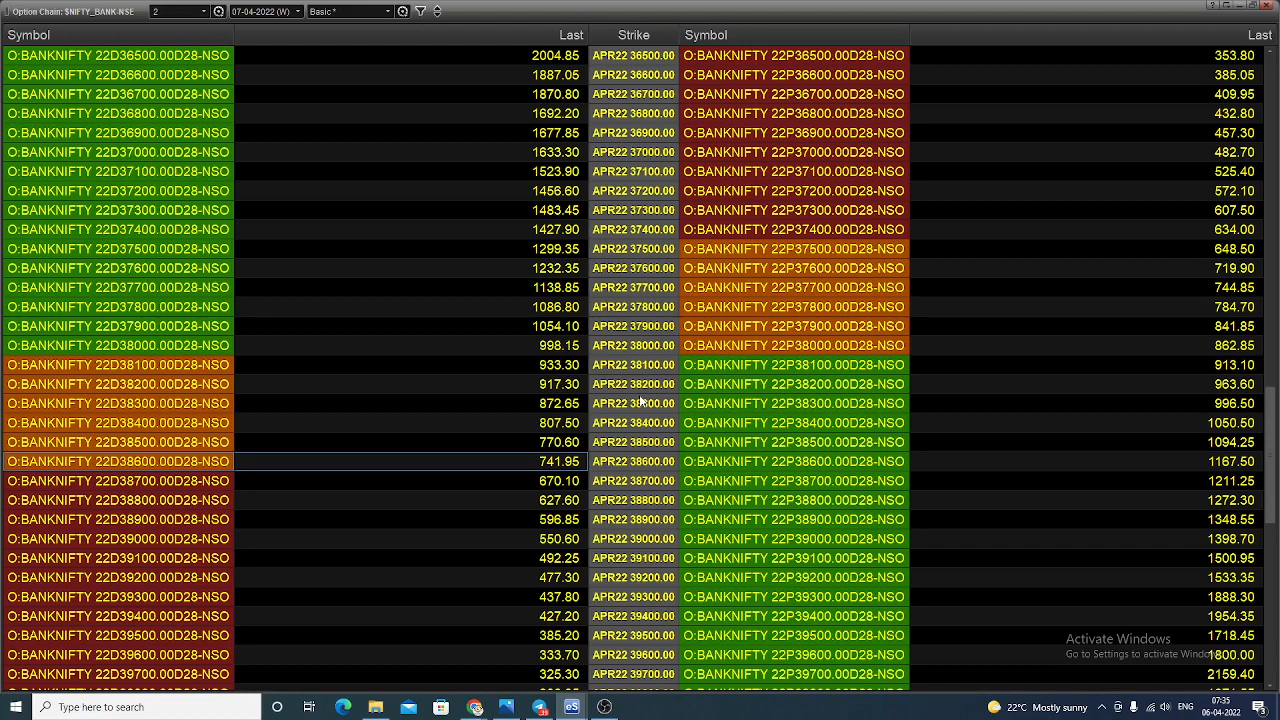 Option Chain: $NIFTY_BANK-NSE 2 07-04-2022 (W) Basic *
Symbol Last Strike Symbol Last
O:BANKNIFTY 22D36500.00D28-NSO 2004.85 APR22 36500.00 O:BANKNIFTY 22P36500.00D28-NSO 353.80
O:BANKNIFTY 22D36600.00D28-NSO 1887.05 APR22 36600.00 O:BANKNIFTY 22P36600.00D28-NSO 385.05
O:BANKNIFTY 22D36700.00D28-NSO 1870.80 APR22 36700.00 O:BANKNIFTY 22P36700.00D28-NSO 409.95
O:BANKNIFTY 22D36800.00D28-NSO 1692.20 APR22 36800.00 O:BANKNIFTY 22P36800.00D28-NSO 432.80
O:BANKNIFTY 22D36900.00D28-NSO 1677.85 APR22 36900.00 O:BANKNIFTY 22P36900.00D28-NSO 457.30
O:BANKNIFTY 22D37000.00D28-NSO 1633.30 APR22 37000.00 O:BANKNIFTY 22P37000.00D28-NSO 482.70
O:BANKNIFTY 22D37100.00D28-NSO 1523.90 APR22 37100.00 O:BANKNIFTY 22P37100.00D28-NSO 525.40
O:BANKNIFTY 22D37200.00D28-NSO 1456.60 APR22 37200.00 O:BANKNIFTY 22P37200.00D28-NSO 572.10
O:BANKNIFTY 22D37300.00D28-NSO 1483.45 APR22 37300.00 O:BANKNIFTY 22P37300.00D28-NSO 607.50
O:BANKNIFTY 22D37400.00D28-NSO 1427.90 APR22 37400.00 O:BANKNIFTY 22P37400.00D28-NSO 634.00
O:BANKNIFTY 22D37500.00D28-NSO 1299.35 APR22 37500.00 O:BANKNIFTY 22P37500.00D28-NSO 648.50
O:BANKNIFTY 22D37600.00D28-NSO 1232.35 APR22 37600.00 O:BANKNIFTY 22P37600.00D28-NSO 719.90
O:BANKNIFTY 22D37700.00D28-NSO 1138.85 APR22 37700.00 O:BANKNIFTY 22P37700.00D28-NSO 744.85
O:BANKNIFTY 22D37800.00D28-NSO 1086.80 APR22 37800.00 O:BANKNIFTY 22P37800.00D28-NSO 784.70
O:BANKNIFTY 22D37900.00D28-NSO 1054.10 APR22 37900.00 O:BANKNIFTY 22P37900.00D28-NSO 841.85
O:BANKNIFTY 22D38000.00D28-NSO 998.15 APR22 38000.00 O:BANKNIFTY 22P38000.00D28-NSO 862.85
O:BANKNIFTY 22D38100.00D28-NSO 933.30 APR22 38100.00 O:BANKNIFTY 22P38100.00D28-NSO 913.10
O:BANKNIFTY 22D38200.00D28-NSO 917.30 APR22 38200.00 O:BANKNIFTY 22P38200.00D28-NSO 963.60
O:BANKNIFTY 22D38300.00D28-NSO 872.65 APR22 38300.00 O:BANKNIFTY 22P38300.00D28-NSO 996.50
O:BANKNIFTY 22D38400.00D28-NSO 807.50 APR22 38400.00 O:BANKNIFTY 22P38400.00D28-NSO 1050.50
O:BANKNIFTY 22D38500.00D28-NSO 770.60 APR22 38500.00 O:BANKNIFTY 22P38500.00D28-NSO 1094.25
O:BANKNIFTY 22D38600.00D28-NSO 741.95 APR22 38600.00 O:BANKNIFTY 22P38600.00D28-NSO 1167.50
O:BANKNIFTY 22D38700.00D28-NSO 670.10 APR22 38700.00 O:BANKNIFTY 22P38700.00D28-NSO 1211.25
O:BANKNIFTY 22D38800.00D28-NSO 627.60 APR22 38800.00 O:BANKNIFTY 22P38800.00D28-NSO 1272.30
O:BANKNIFTY 22D38900.00D28-NSO 596.85 APR22 38900.00 O:BANKNIFTY 22P38900.00D28-NSO 1348.55
O:BANKNIFTY 22D39000.00D28-NSO 550.60 APR22 39000.00 O:BANKNIFTY 22P39000.00D28-NSO 1398.70
O:BANKNIFTY 22D39100.00D28-NSO 492.25 APR22 39100.00 O:BANKNIFTY 22P39100.00D28-NSO 1500.95
O:BANKNIFTY 22D39200.00D28-NSO 477.30 APR22 39200.00 O:BANKNIFTY 22P39200.00D28-NSO 1533.35
O:BANKNIFTY 22D39300.00D28-NSO 437.80 APR22 39300.00 O:BANKNIFTY 22P39300.00D28-NSO 1888.30
O:BANKNIFTY 22D39400.00D28-NSO 427.20 APR22 39400.00 O:BANKNIFTY 22P39400.00D28-NSO 1954.35
O:BANKNIFTY 22D39500.00D28-NSO 385.20 APR22 39500.00 O:BANKNIFTY 22P39500.00D28-NSO 1718.45
O:BANKNIFTY 22D39600.00D28-NSO 333.70 APR22 39600.00 O:BANKNIFTY 22P39600.00D28-NSO 1800.00
O:BANKNIFTY 22D39700.00D28-NSO 325.30 APR22 39700.00 O:BANKNIFTY 22P39700.00D28-NSO 2159.40
Activate Windows
Go to Settings to activate Windows.
Type here to search 39 eS 22°C Mostly sunny ENG 07:35
06-04-2022 3